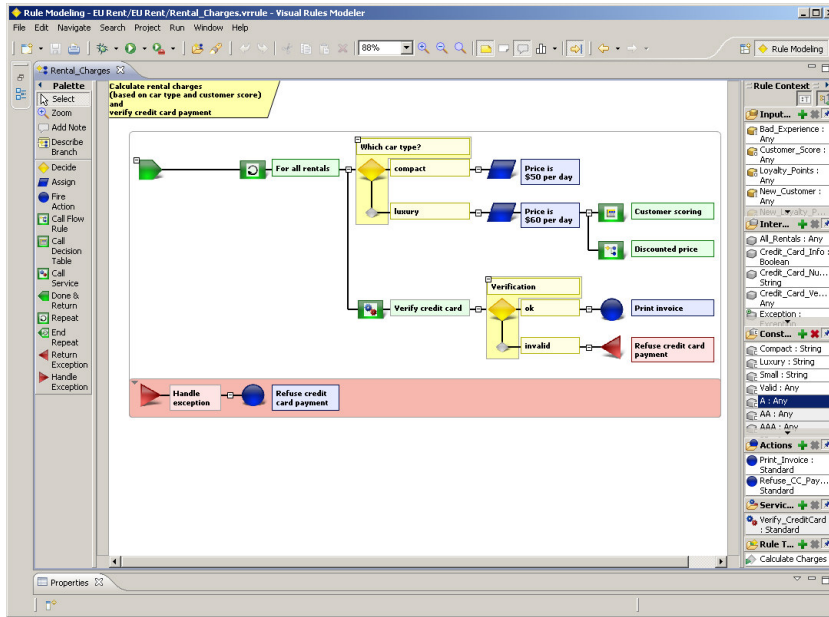 Rule Modeling - EU Rent/EU Rent/Rental_Charges.vrrule - Visual Rules Modeler
File Edit Navigate Search Project Run Window Help
88%
Rule Modeling
Rental_Charges
Palette
Select
Zoom
Add Note
Describe
Branch
Decide
Assign
Fire
Action
Call Flow
Rule
Call
Decision
Table
Call
Service
Done &
Return
Repeat
End
Repeat
Return
Exception
Handle
Exception
Calculate rental charges
(based on car type and customer score)
and
verify credit card payment
Which car type?
For all rentals
compact
Price is
$50 per day
luxury
Price is
$60 per day
Customer scoring
Discounted price
Verification
Verify credit card
ok
Print invoice
invalid
Refuse credit card
payment
Handle
exception
Refuse credit
card payment
Rule Context
Input...
Bad_Experience :
Any
Customer_Score :
Any
Loyalty_Points :
Any
New_Customer :
Any
Inter...
All_Rentals : Any
Credit_Card_Info :
Boolean
Credit_Card_Nu...
String
Credit_Card_Ve...
Any
Exception :
Const...
Compact : String
Luxury : String
Small : String
Valid : Any
A : Any
AA : Any
AAA : Any
Actions
Print_Invoice :
Standard
Refuse_CC_Pay...
Standard
Servic...
Verify_CreditCard
: Standard
Rule T...
Calculate Charges
Properties